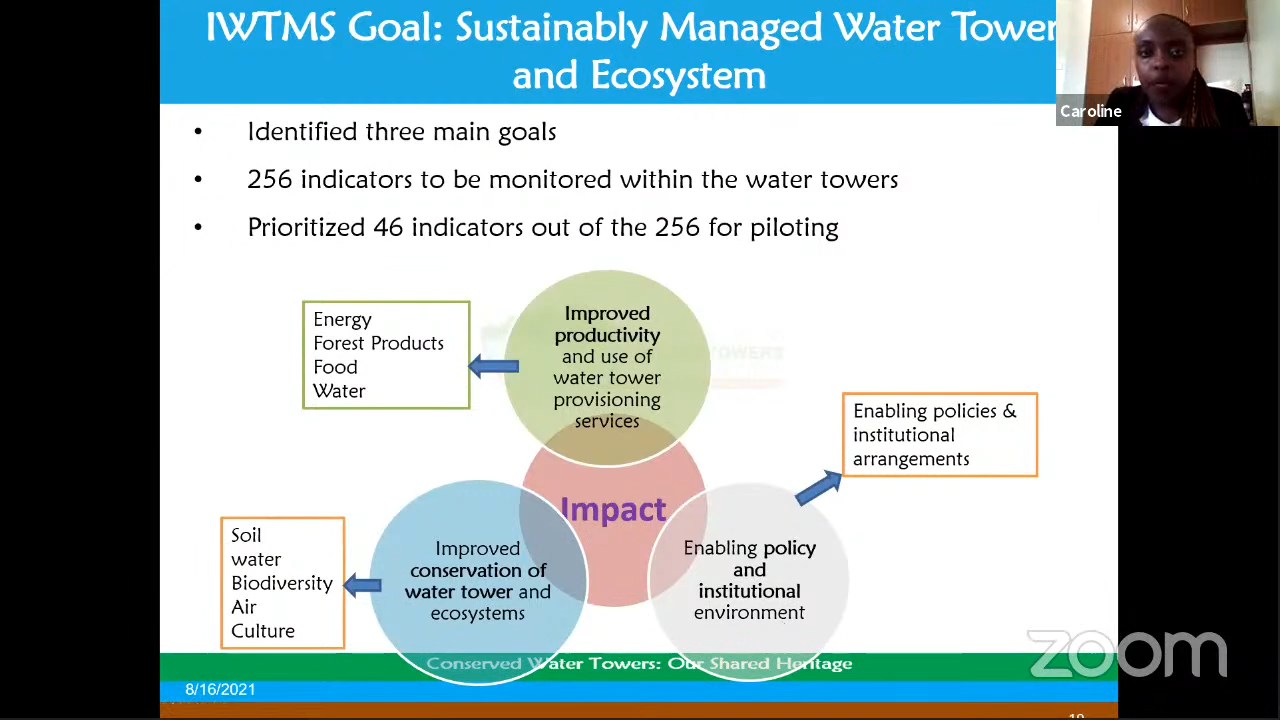 IWTMS Goal: Sustainably Managed Water Tower
and Ecosystem
Caroline
• Identified three main goals
• 256 indicators to be monitored within the water towers
• Prioritized 46 indicators out of the 256 for piloting
Energy
Forest Products
Food
Water
Improved
productivity
and use of
water tower
provisioning
services
TOWERS
Enabling policies &
institutional
arrangements
Impact
Soil
water
Biodiversity
Air
Culture
Improved
conservation of
water tower and
ecosystems
Enabling policy
and
institutional
environment
zoom
Conserved Water Towers: Our Shared Heritage
8/16/2021